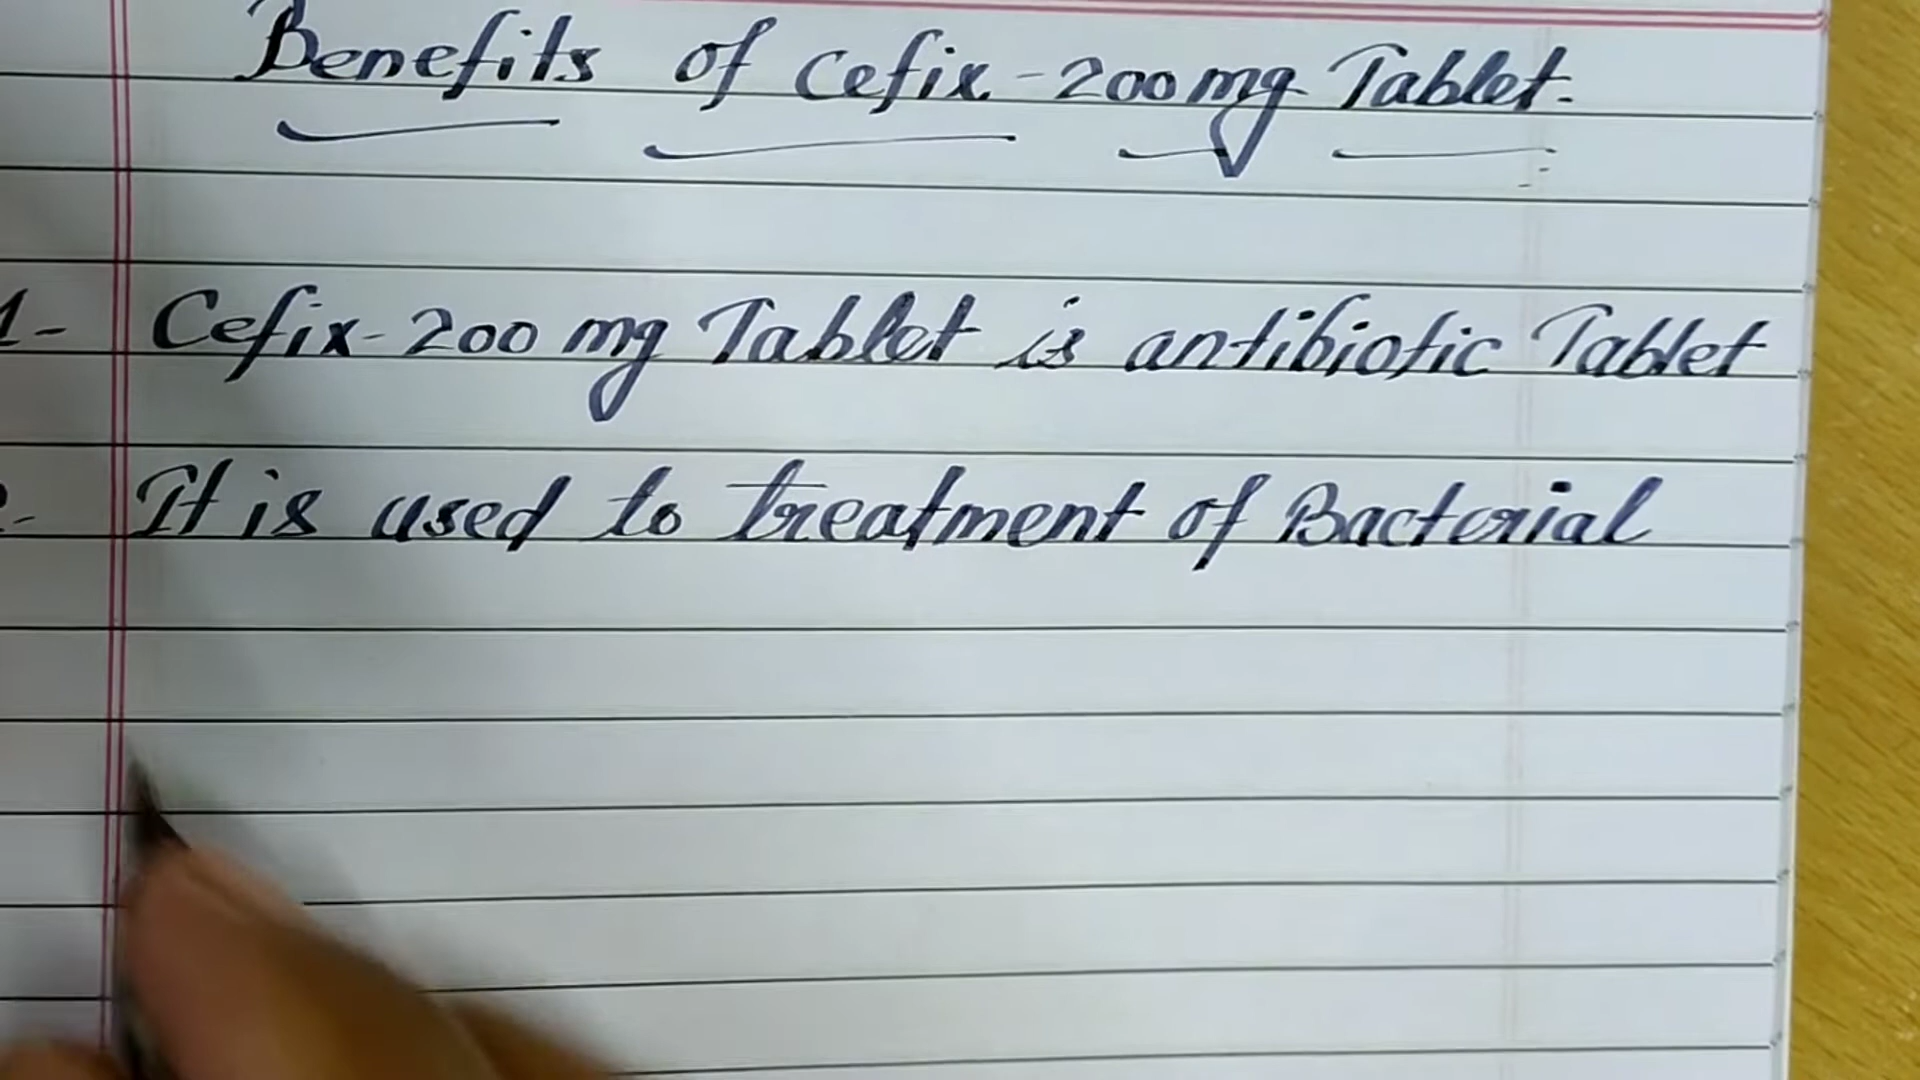 Benefits of Cefix-200mg Tablet.
1- Cefix-200 mg Tablet is antibiotic Tablet
2- It is used to treatment of Bacterial